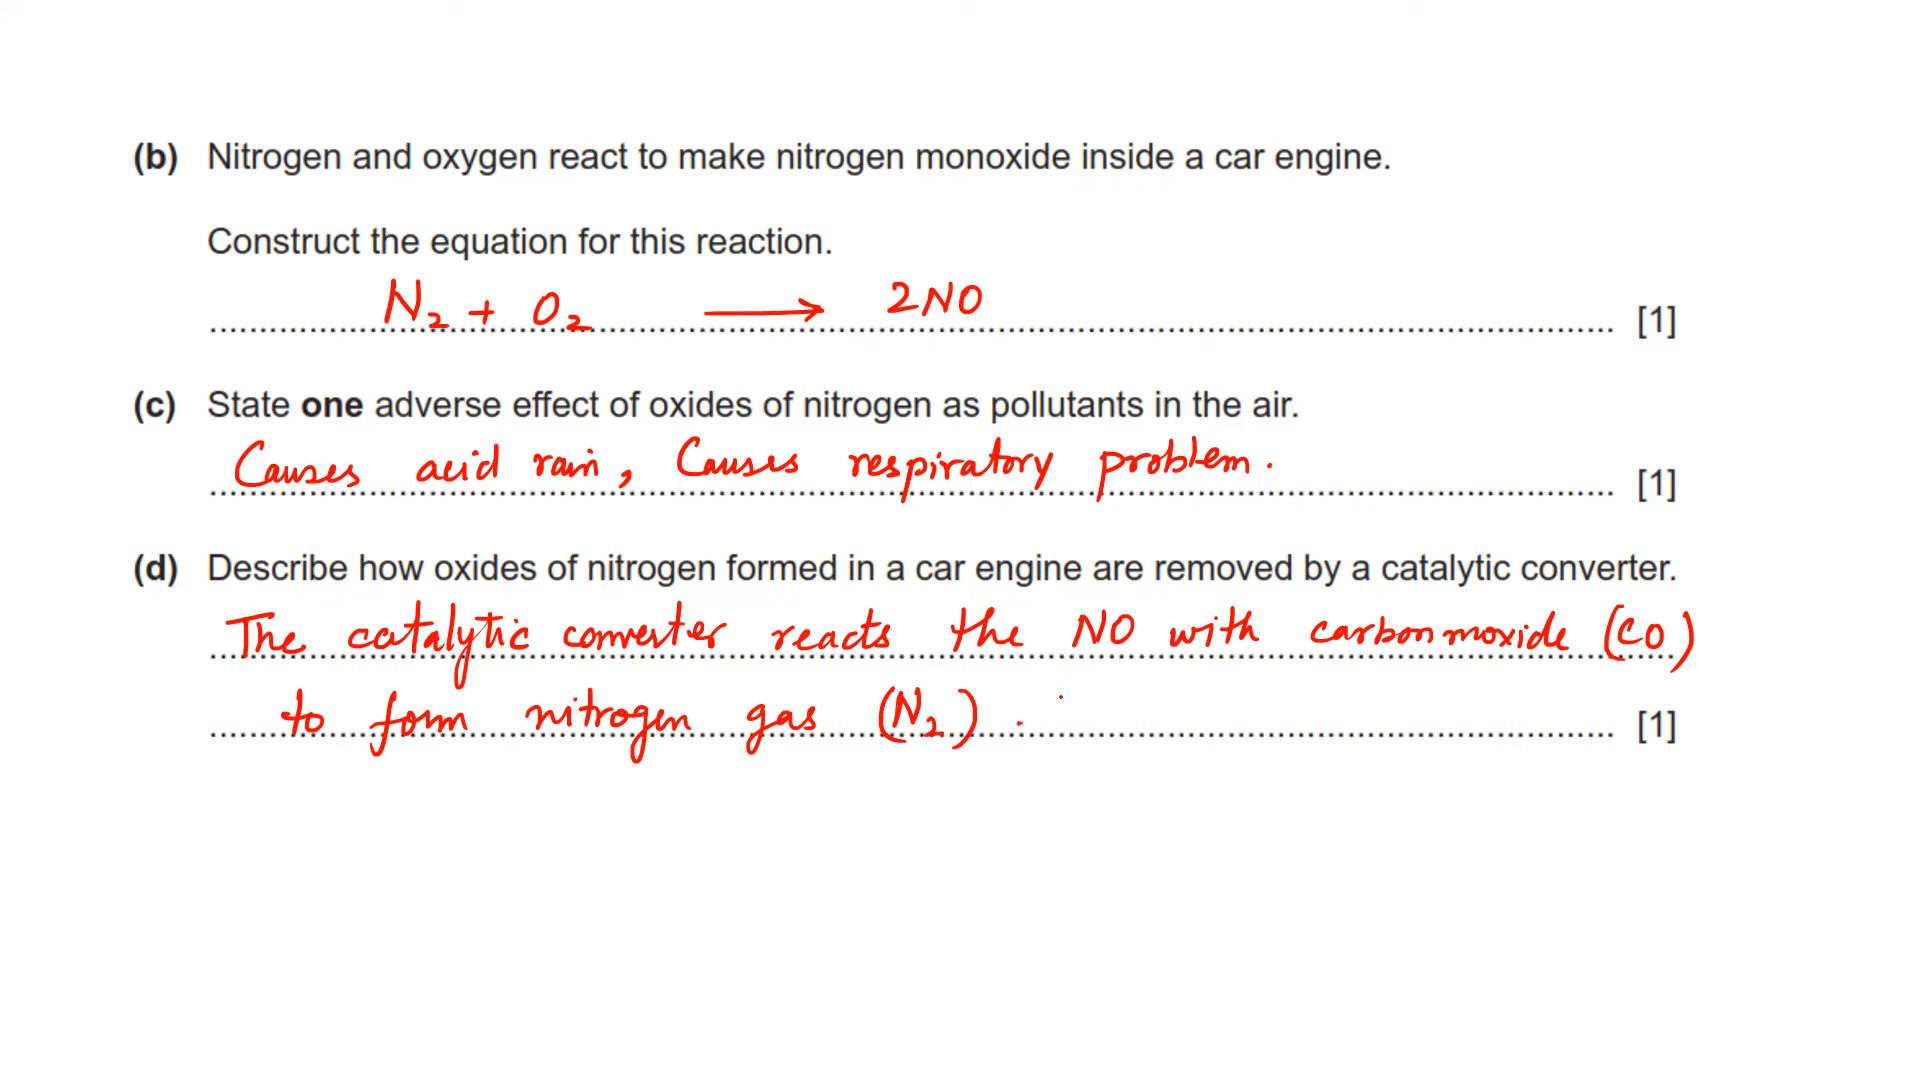 (b) Nitrogen and oxygen react to make nitrogen monoxide inside a car engine.
Construct the equation for this reaction.
N₂ + O₂ ⟶ 2NO
[1]
(c) State one adverse effect of oxides of nitrogen as pollutants in the air.
Causes acid rain, Causes respiratory problem.
[1]
(d) Describe how oxides of nitrogen formed in a car engine are removed by a catalytic converter.
The catalytic converter reacts the NO with carbonmoxide (CO)
to form nitrogen gas (N₂).
[1]